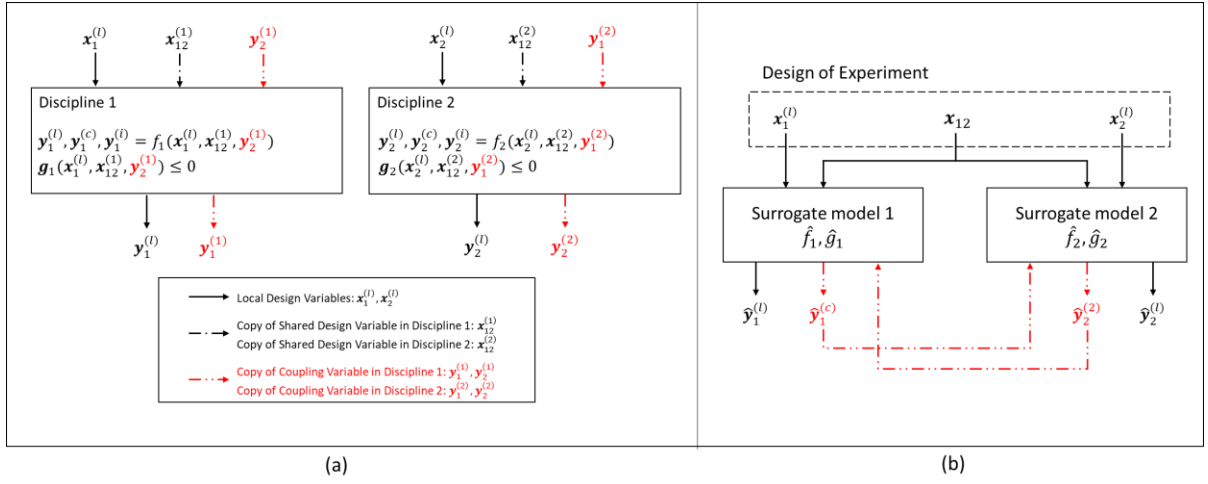 𝒙₁⁽ˡ⁾ 𝒙₁₂⁽¹⁾ 𝒚₂⁽¹⁾
Discipline 1
𝒚₁⁽ˡ⁾, 𝒚₁⁽ᶜ⁾, 𝒚₁⁽ˡ⁾ = f₁(𝒙₁⁽ˡ⁾, 𝒙₁₂⁽¹⁾, 𝒚₂⁽¹⁾)
𝒈₁(𝒙₁⁽ˡ⁾, 𝒙₁₂⁽¹⁾, 𝒚₂⁽¹⁾) ≤ 0
𝒚₁⁽ˡ⁾ 𝒚₁⁽¹⁾
𝒙₂⁽ˡ⁾ 𝒙₁₂⁽²⁾ 𝒚₁⁽²⁾
Discipline 2
𝒚₂⁽ˡ⁾, 𝒚₂⁽ᶜ⁾, 𝒚₂⁽ˡ⁾ = f₂(𝒙₂⁽ˡ⁾, 𝒙₁₂⁽²⁾, 𝒚₁⁽²⁾)
𝒈₂(𝒙₂⁽ˡ⁾, 𝒙₁₂⁽²⁾, 𝒚₁⁽²⁾) ≤ 0
𝒚₂⁽ˡ⁾ 𝒚₂⁽²⁾
Local Design Variables: 𝒙₁⁽ˡ⁾, 𝒙₂⁽ˡ⁾
Copy of Shared Design Variable in Discipline 1: 𝒙₁₂⁽¹⁾
Copy of Shared Design Variable in Discipline 2: 𝒙₁₂⁽²⁾
Copy of Coupling Variable in Discipline 1: 𝒚₁⁽¹⁾, 𝒚₂⁽¹⁾
Copy of Coupling Variable in Discipline 2: 𝒚₁⁽²⁾, 𝒚₂⁽²⁾
(a)
Design of Experiment
𝒙₁⁽ˡ⁾ 𝒙₁₂ 𝒙₂⁽ˡ⁾
Surrogate model 1
f̂₁, ĝ₁
Surrogate model 2
f̂₂, ĝ₂
𝒚̂₁⁽ˡ⁾ 𝒚̂₁⁽ᶜ⁾ 𝒚̂₂⁽²⁾ 𝒚̂₂⁽ˡ⁾
(b)